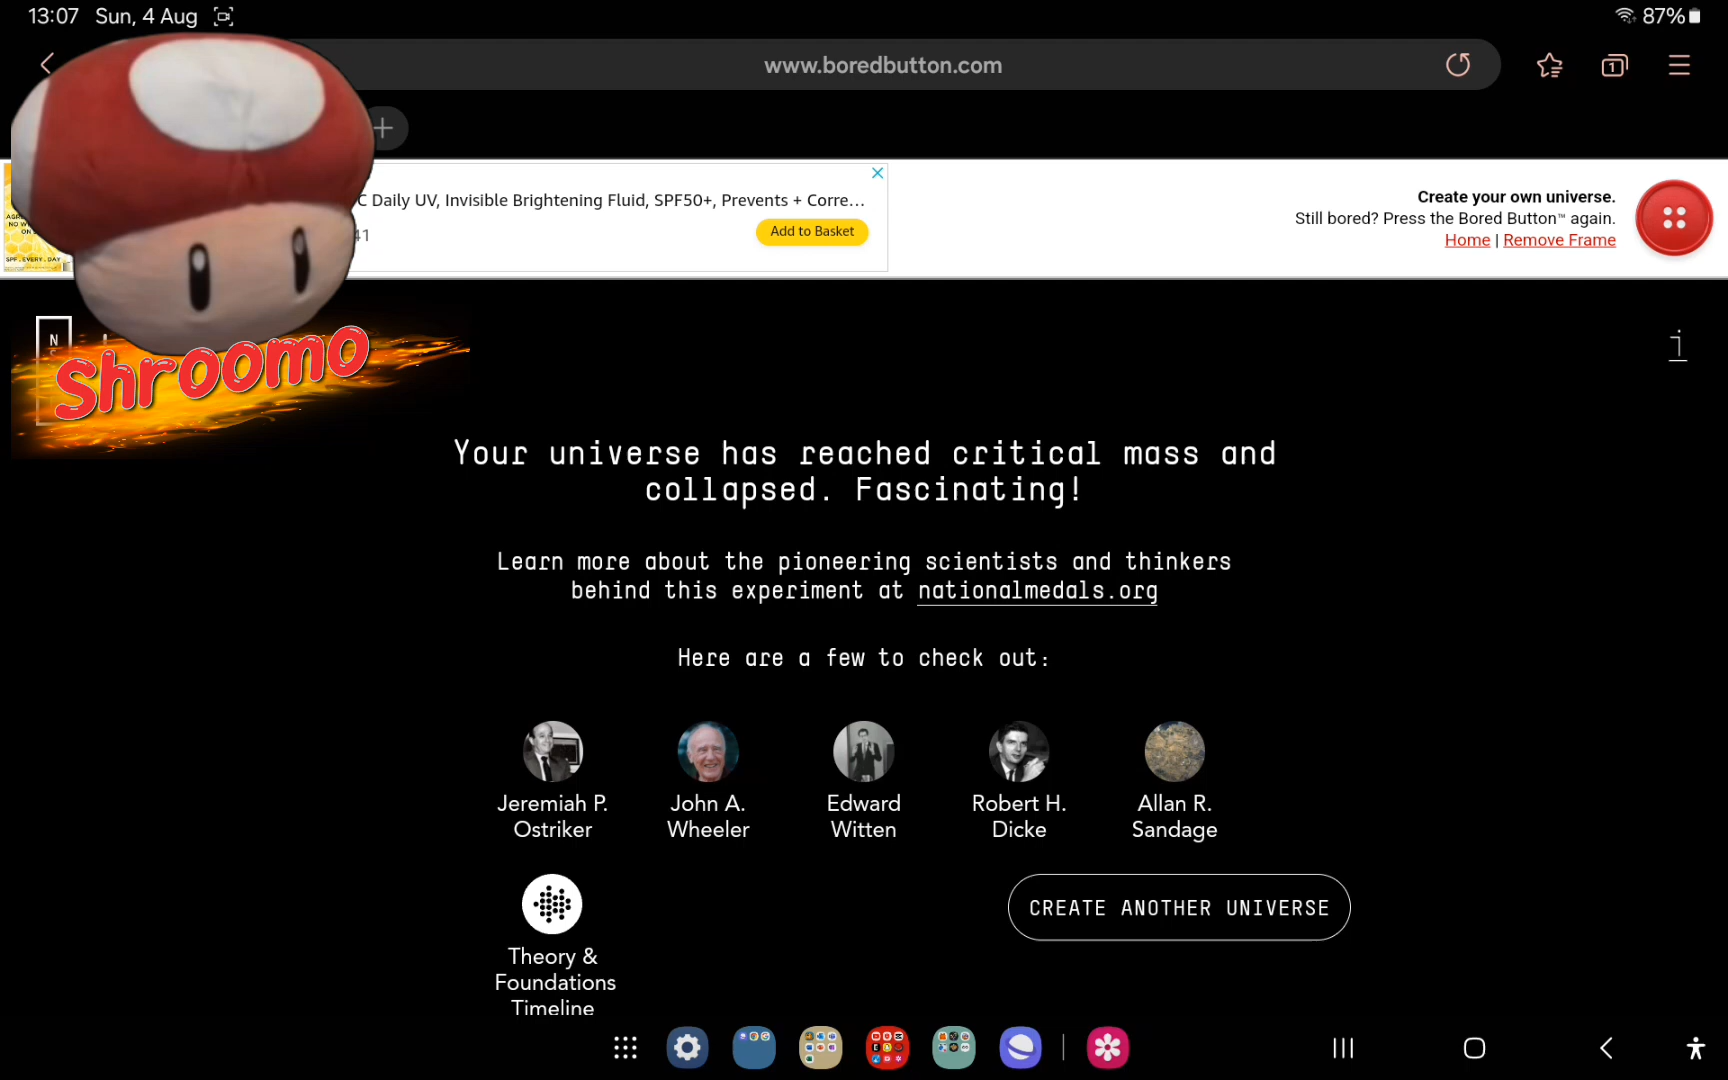 13:07 Sun, 4 Aug
87%
www.boredbutton.com
1
C Daily UV, Invisible Brightening Fluid, SPF50+, Prevents + Corre...
41
Add to Basket
SPF. EVERY. DAY
Create your own universe.
Still bored? Press the Bored Button™ again.
Home | Remove Frame
N
i
Shroomo
Your universe has reached critical mass and
collapsed. Fascinating!
Learn more about the pioneering scientists and thinkers
behind this experiment at nationalmedals.org
Here are a few to check out:
Jeremiah P.
Ostriker
John A.
Wheeler
Edward
Witten
Robert H.
Dicke
Allan R.
Sandage
Theory &
Foundations
Timeline
CREATE ANOTHER UNIVERSE